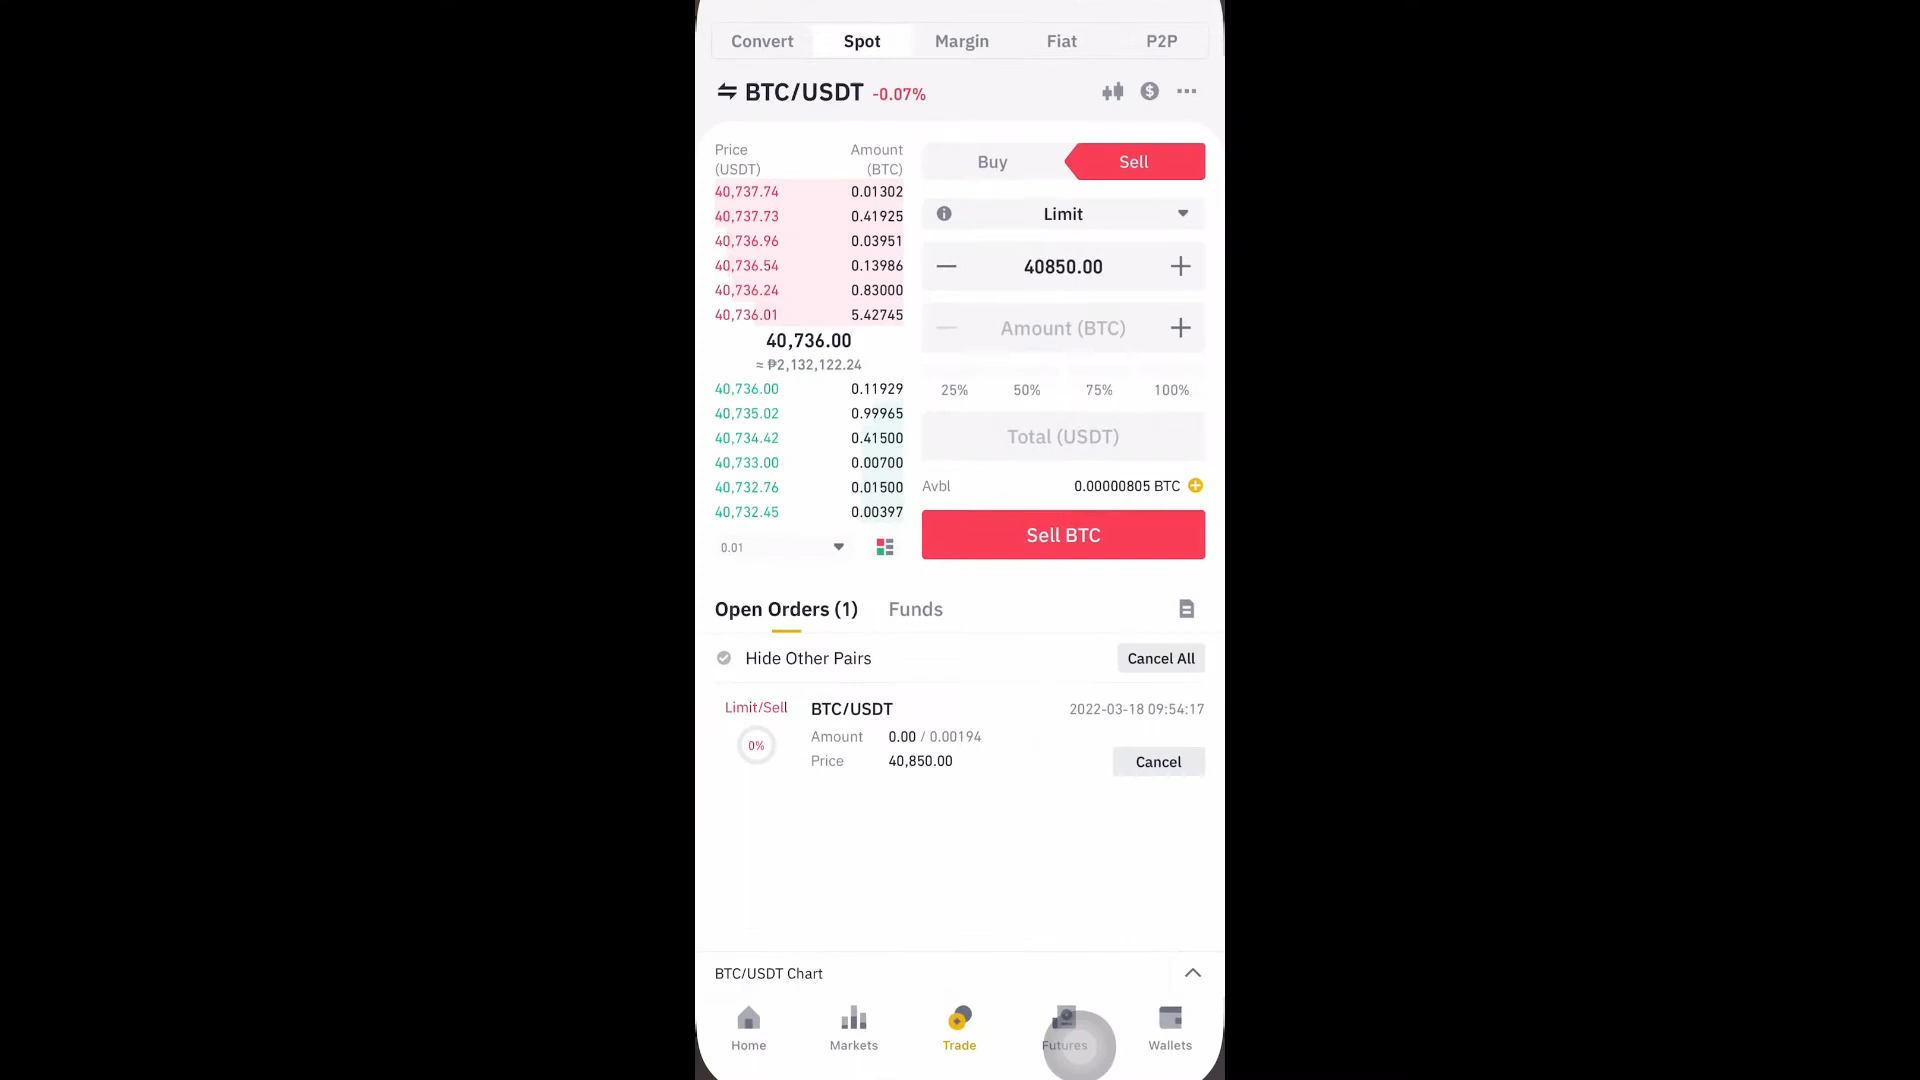 Convert Spot Margin Fiat P2P
BTC/USDT -0.07%
Price (USDT) Amount (BTC)
40,737.74 0.01302
40,737.73 0.41925
40,736.96 0.03951
40,736.54 0.13986
40,736.24 0.83000
40,736.01 5.42745
40,736.00
≈ ₱2,132,122.24
40,736.00 0.11929
40,735.02 0.99965
40,734.42 0.41500
40,733.00 0.00700
40,732.76 0.01500
40,732.45 0.00397
0.01
Buy Sell
Limit
40850.00
Amount (BTC)
25% 50% 75% 100%
Total (USDT)
Avbl 0.00000805 BTC
Sell BTC
Open Orders (1) Funds
Hide Other Pairs Cancel All
Limit/Sell BTC/USDT 2022-03-18 09:54:17
0% Amount 0.00 / 0.00194
Price 40,850.00 Cancel
BTC/USDT Chart
Home Markets Trade Futures Wallets